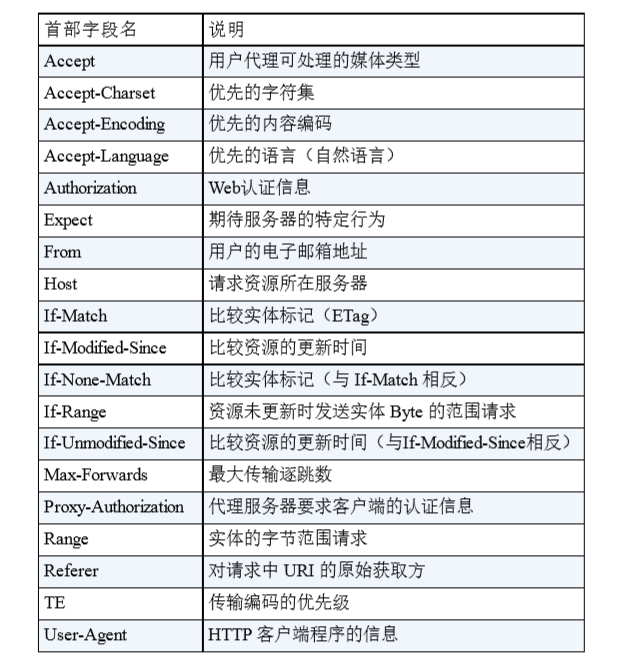 首部字段名 说明
Accept 用户代理可处理的媒体类型
Accept-Charset 优先的字符集
Accept-Encoding 优先的内容编码
Accept-Language 优先的语言（自然语言）
Authorization Web认证信息
Expect 期待服务器的特定行为
From 用户的电子邮箱地址
Host 请求资源所在服务器
If-Match 比较实体标记（ETag）
If-Modified-Since 比较资源的更新时间
If-None-Match 比较实体标记（与 If-Match 相反）
If-Range 资源未更新时发送实体 Byte 的范围请求
If-Unmodified-Since 比较资源的更新时间（与If-Modified-Since相反）
Max-Forwards 最大传输逐跳数
Proxy-Authorization 代理服务器要求客户端的认证信息
Range 实体的字节范围请求
Referer 对请求中 URI 的原始获取方
TE 传输编码的优先级
User-Agent HTTP 客户端程序的信息